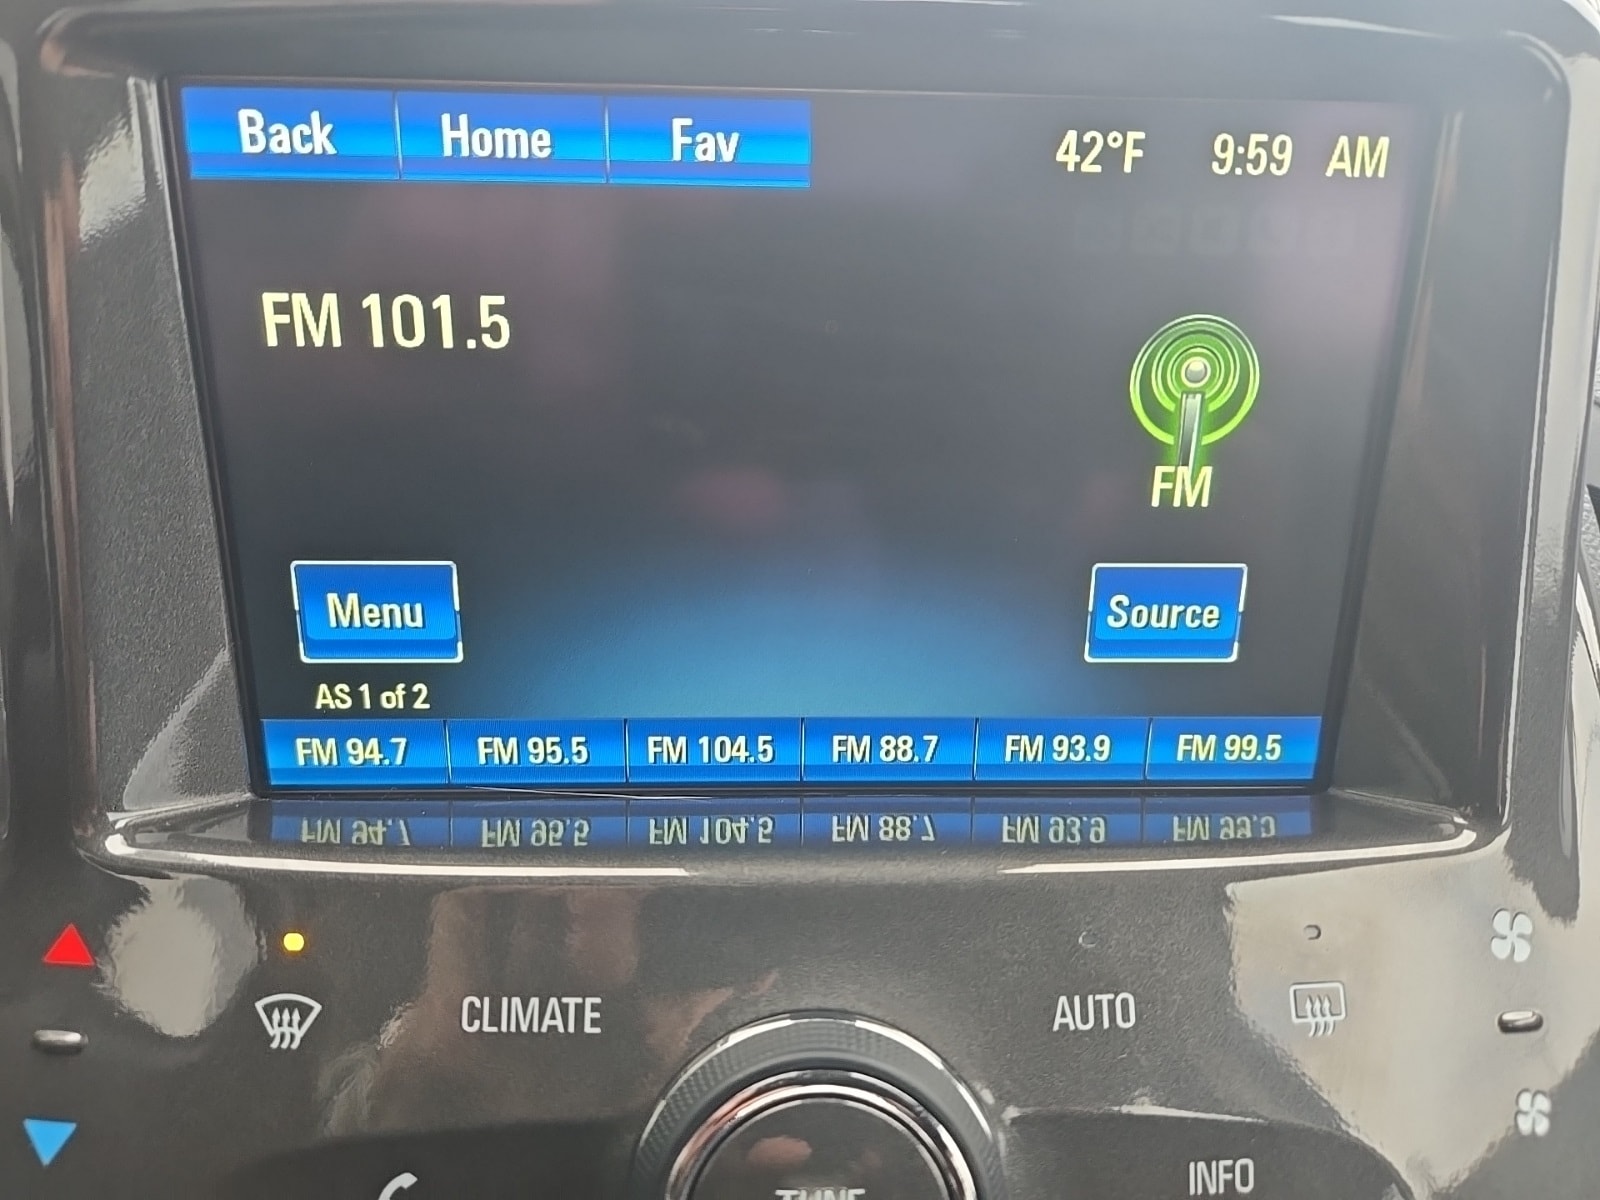 Back Home Fav 42°F 9:59 AM
FM 101.5
FM
Menu Source
AS 1 of 2
FM 94.7 FM 95.5 FM 104.5 FM 88.7 FM 93.9 FM 99.5
CLIMATE AUTO
INFO
TUNE